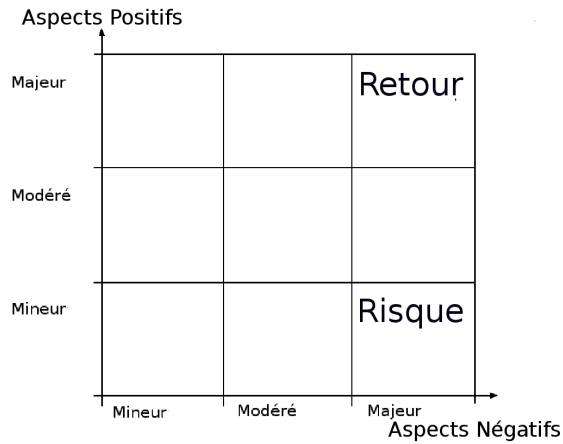 Aspects Positifs
Majeur
Retour
Modéré
Mineur
Risque
Mineur
Modéré
Majeur
Aspects Négatifs